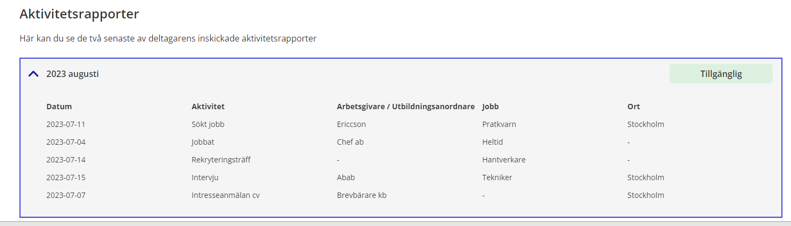 Aktivitetsrapporter
Här kan du se de två senaste av deltagarens inskickade aktivitetsrapporter
2023 augusti Tillgänglig
Datum Aktivitet Arbetsgivare / Utbildningsanordnare Jobb Ort
2023-07-11 Sökt jobb Ericcson Pratkvarn Stockholm
2023-07-04 Jobbat Chef ab Heltid -
2023-07-14 Rekryteringsträff - Hantverkare -
2023-07-15 Intervju Abab Tekniker Stockholm
2023-07-07 Intresseanmälan cv Brevbärare kb - Stockholm